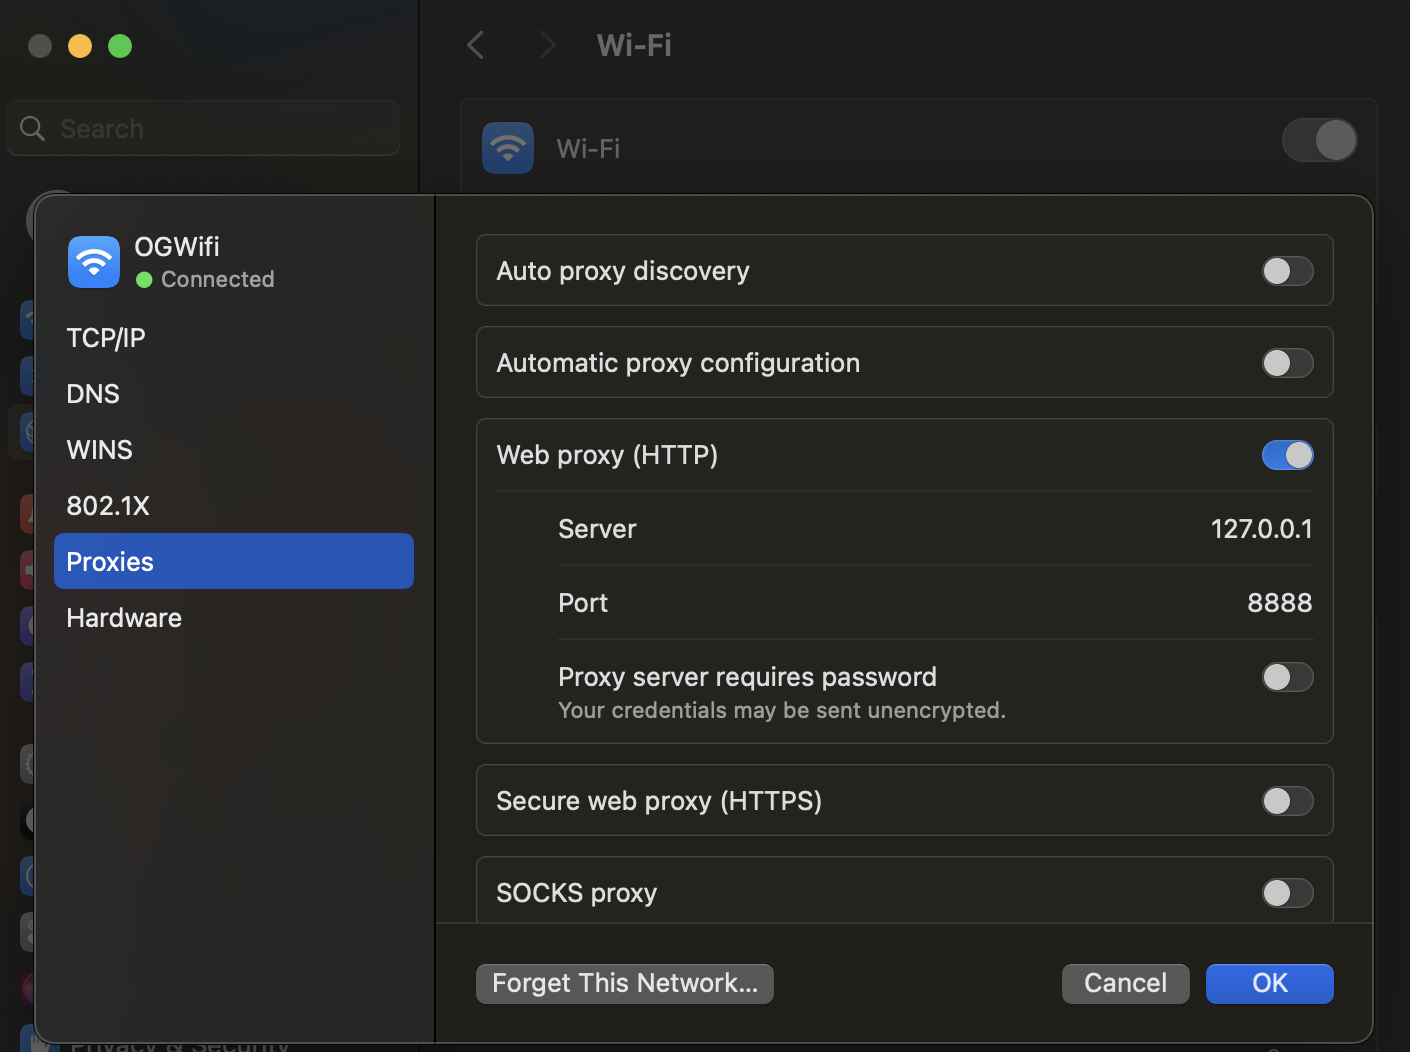 Wi-Fi
Search
Wi-Fi
OGWifi
Connected
TCP/IP
DNS
WINS
802.1X
Proxies
Hardware
Auto proxy discovery
Automatic proxy configuration
Web proxy (HTTP)
Server 127.0.0.1
Port 8888
Proxy server requires password
Your credentials may be sent unencrypted.
Secure web proxy (HTTPS)
SOCKS proxy
Forget This Network...
Cancel
OK
Privacy & Security